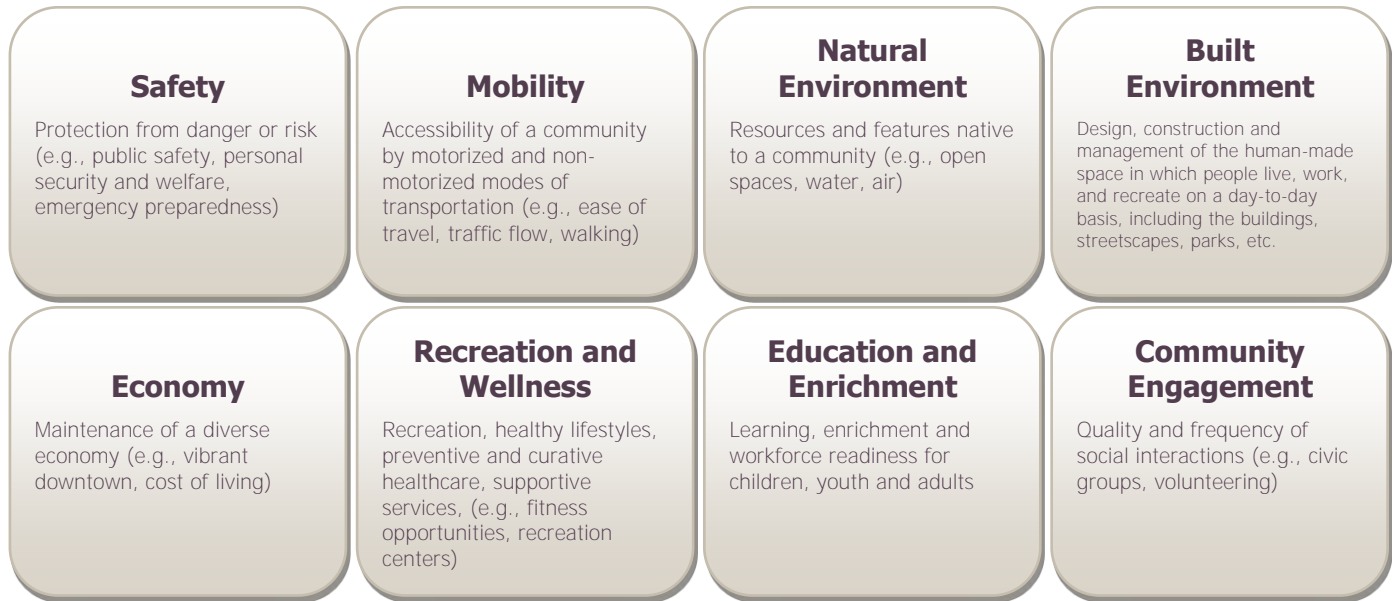 Safety
Protection from danger or risk
(e.g., public safety, personal
security and welfare,
emergency preparedness)
Mobility
Accessibility of a community
by motorized and non-
motorized modes of
transportation (e.g., ease of
travel, traffic flow, walking)
Natural
Environment
Resources and features native
to a community (e.g., open
spaces, water, air)
Built
Environment
Design, construction and
management of the human-made
space in which people live, work,
and recreate on a day-to-day
basis, including the buildings,
streetscapes, parks, etc.
Economy
Maintenance of a diverse
economy (e.g., vibrant
downtown, cost of living)
Recreation and
Wellness
Recreation, healthy lifestyles,
preventive and curative
healthcare, supportive
services, (e.g., fitness
opportunities, recreation
centers)
Education and
Enrichment
Learning, enrichment and
workforce readiness for
children, youth and adults
Community
Engagement
Quality and frequency of
social interactions (e.g., civic
groups, volunteering)